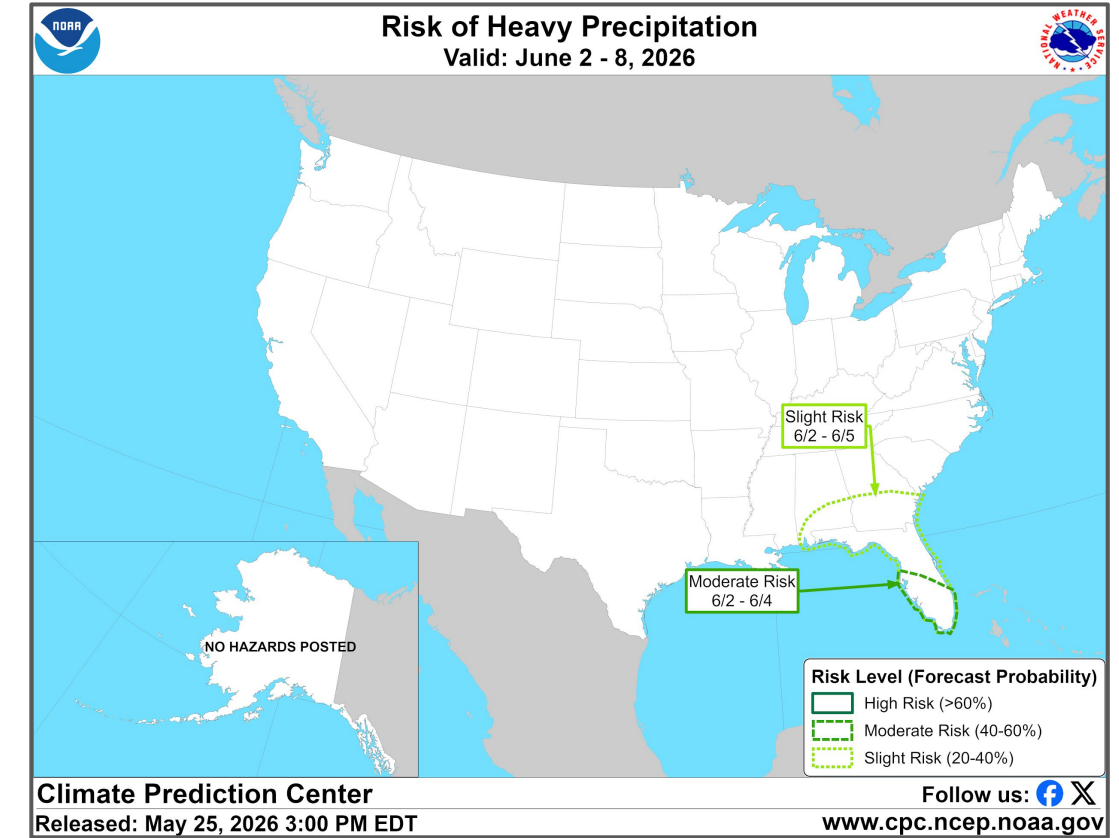 NOAA
Risk of Heavy Precipitation
Valid: June 2 - 8, 2026
NATIONAL WEATHER SERVICE
Slight Risk
6/2 - 6/5
Moderate Risk
6/2 - 6/4
NO HAZARDS POSTED
Risk Level (Forecast Probability)
High Risk (>60%)
Moderate Risk (40-60%)
Slight Risk (20-40%)
Climate Prediction Center
Follow us:
Released: May 25, 2026 3:00 PM EDT
www.cpc.ncep.noaa.gov